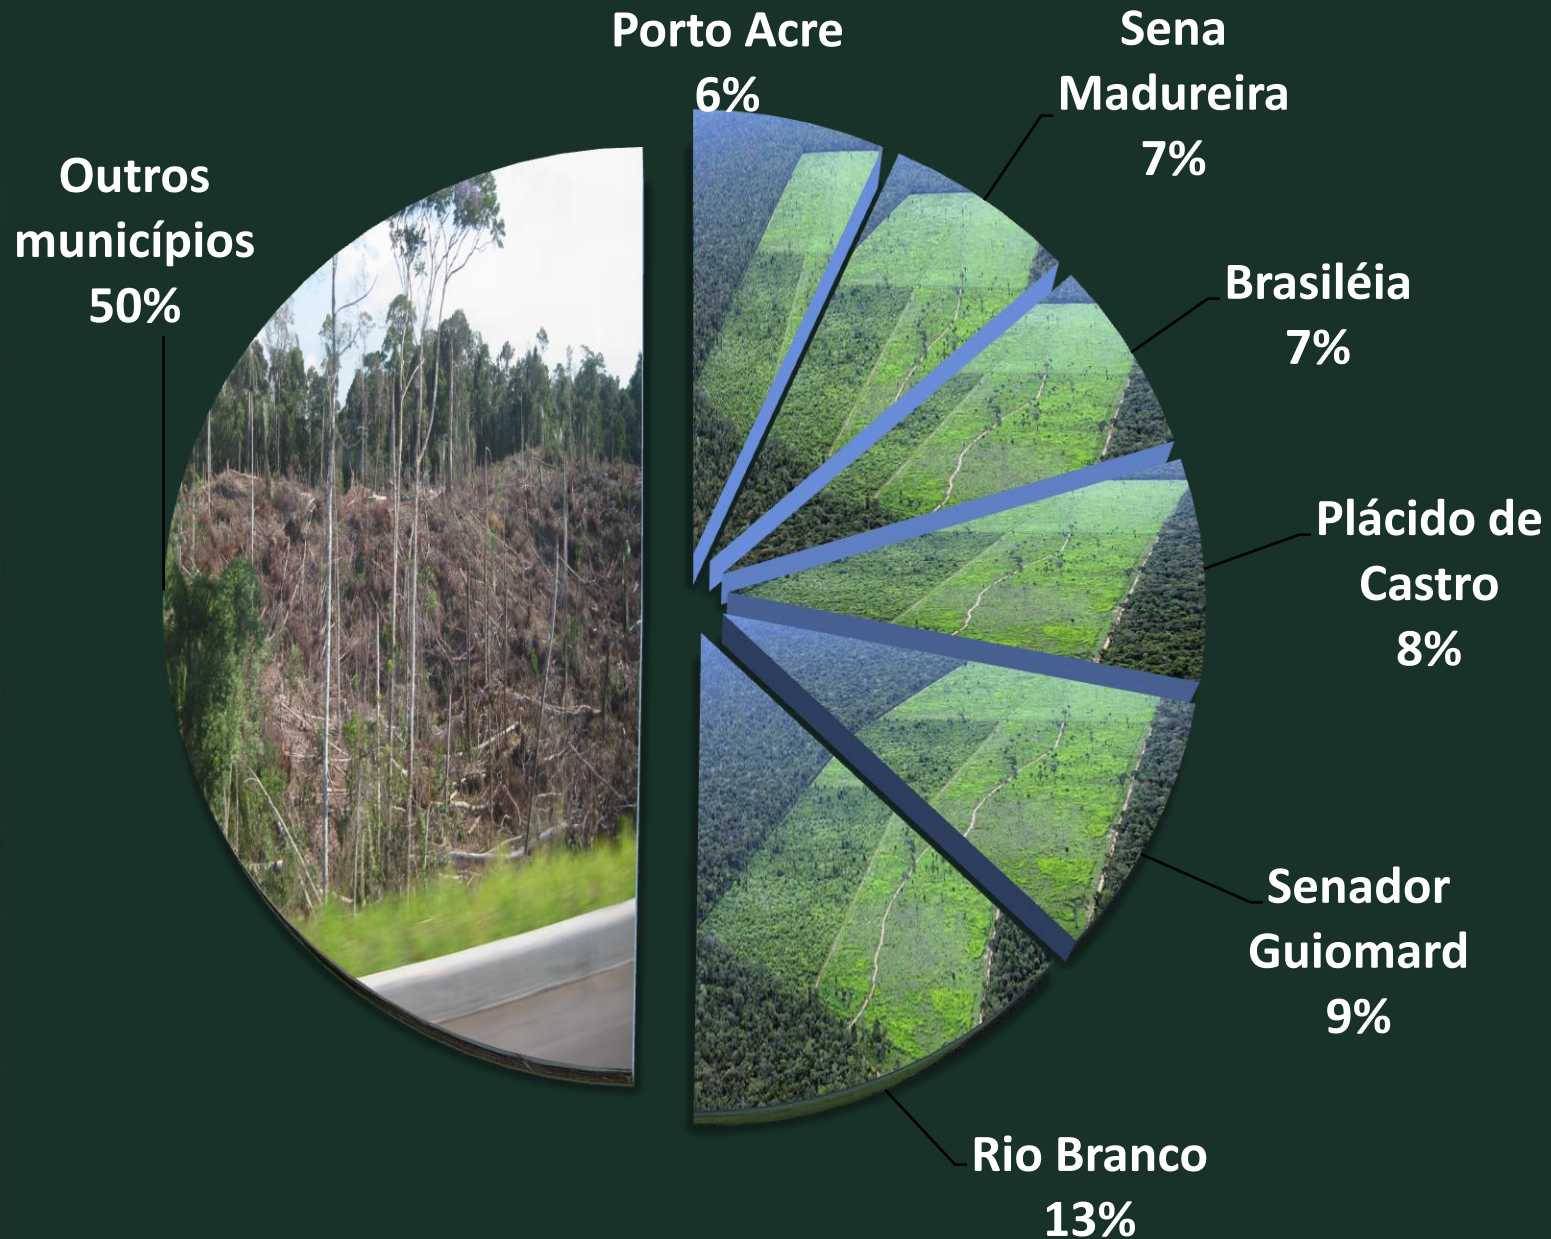 Porto Acre
6%
Sena
Madureira
7%
Outros
municípios
50%
Brasiléia
7%
Plácido de
Castro
8%
Senador
Guiomard
9%
Rio Branco
13%